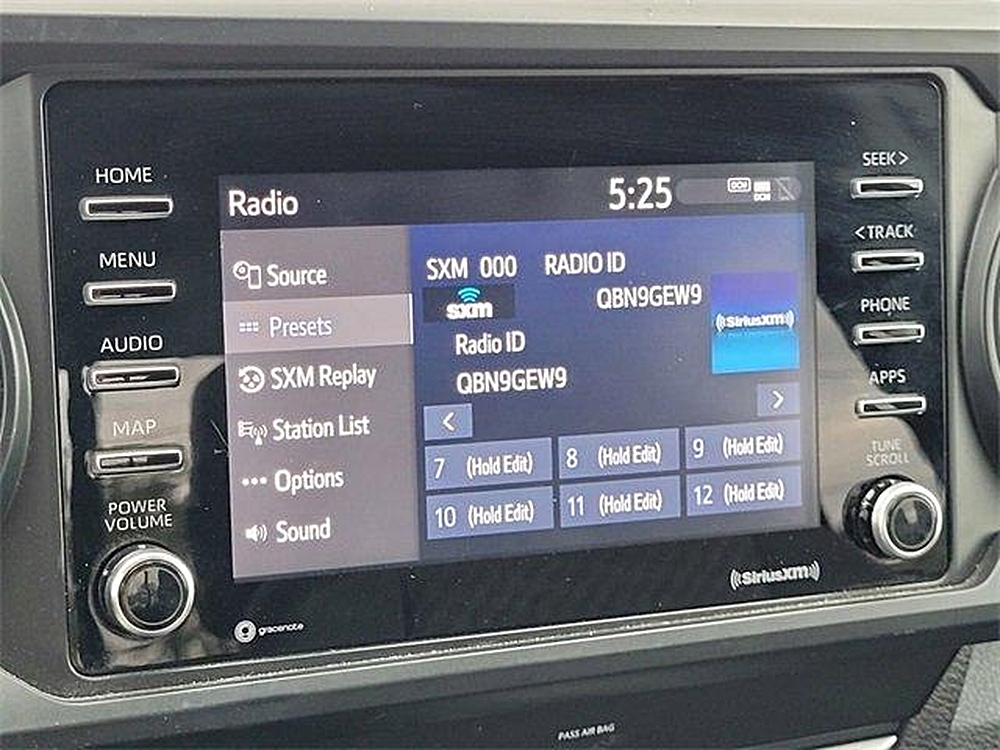 HOME
MENU
AUDIO
MAP
POWER
VOLUME
Radio
5:25
DCM
DCM
Source
Presets
SXM Replay
Station List
Options
Sound
SXM 000 RADIO ID
QBN9GEW9
sxm
Radio ID
QBN9GEW9
((SiriusXM))
<
>
7 (Hold Edit)
8 (Hold Edit)
9 (Hold Edit)
10 (Hold Edit)
11 (Hold Edit)
12 (Hold Edit)
SEEK >
< TRACK
PHONE
APPS
TUNE
SCROLL
gracenote
((SiriusXM))
PASS AIR BAG